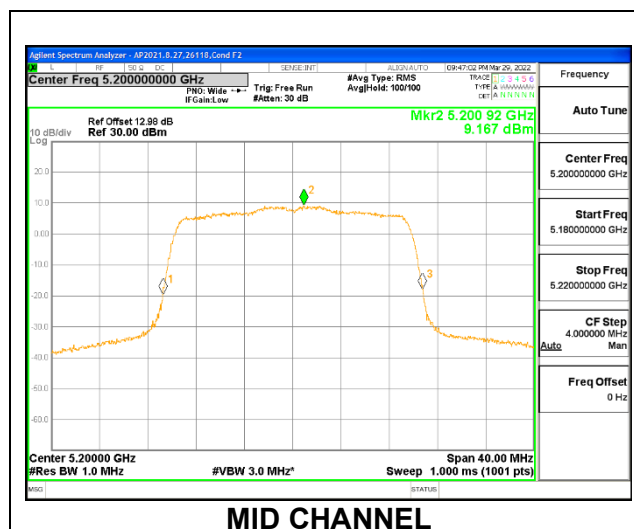 Agilent Spectrum Analyzer - AP2021.8.27,26118,Cond F2
L RF 50 Ω DC SENSE:INT ALIGNAUTO 09:47:02 PM Mar 29, 2022
Center Freq 5.200000000 GHz #Avg Type: RMS TRACE 1 2 3 4 5 6 Frequency
PNO: Wide Trig: Free Run Avg|Hold: 100/100 TYPE A WWWWW
IFGain:Low #Atten: 30 dB DET A N N N N N
Auto Tune
Ref Offset 12.98 dB Mkr2 5.200 92 GHz
10 dB/div Ref 30.00 dBm 9.167 dBm
Log
Center Freq
5.200000000 GHz
20.0
10.0
2
Start Freq
5.180000000 GHz
0.00
-10.0
1
3
Stop Freq
5.220000000 GHz
-20.0
-30.0
CF Step
4.000000 MHz
Auto Man
-40.0
-50.0
Freq Offset
0 Hz
-60.0
Center 5.20000 GHz Span 40.00 MHz
#Res BW 1.0 MHz #VBW 3.0 MHz* Sweep 1.000 ms (1001 pts)
MSG STATUS
MID CHANNEL